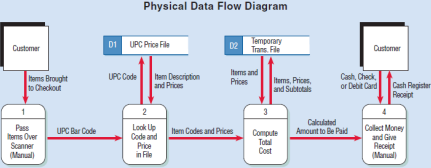 Physical Data Flow Diagram
Customer
D1 UPC Price File
D2 Temporary
Trans. File
Customer
Items Brought
to Checkout
UPC Code
Item Description
and Prices
Items and
Prices
Items, Prices,
and Subtotals
Cash, Check,
or Debit Card
Cash Register
Receipt
1
Pass
Items Over
Scanner
(Manual)
UPC Bar Code
2
Look Up
Code and
Price
in File
Item Codes and Prices
3
Compute
Total
Cost
Calculated
Amount to Be Paid
4
Collect Money
and Give
Receipt
(Manual)